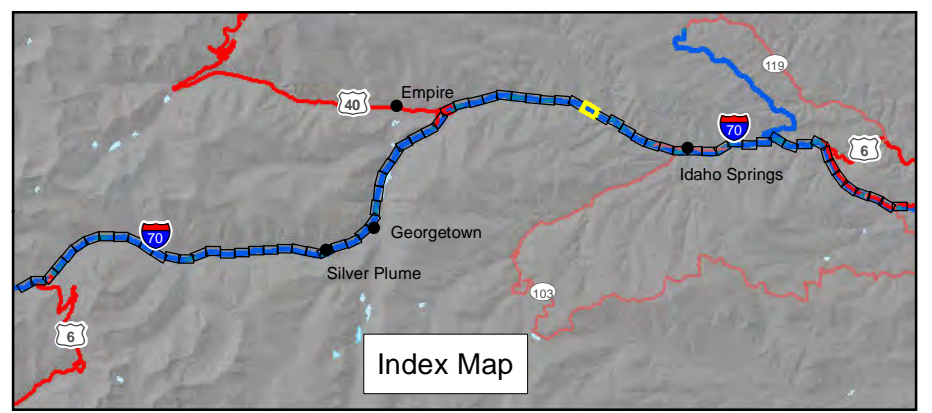 119
Empire
40
70
6
Idaho Springs
Georgetown
70
Silver Plume
103
6
Index Map